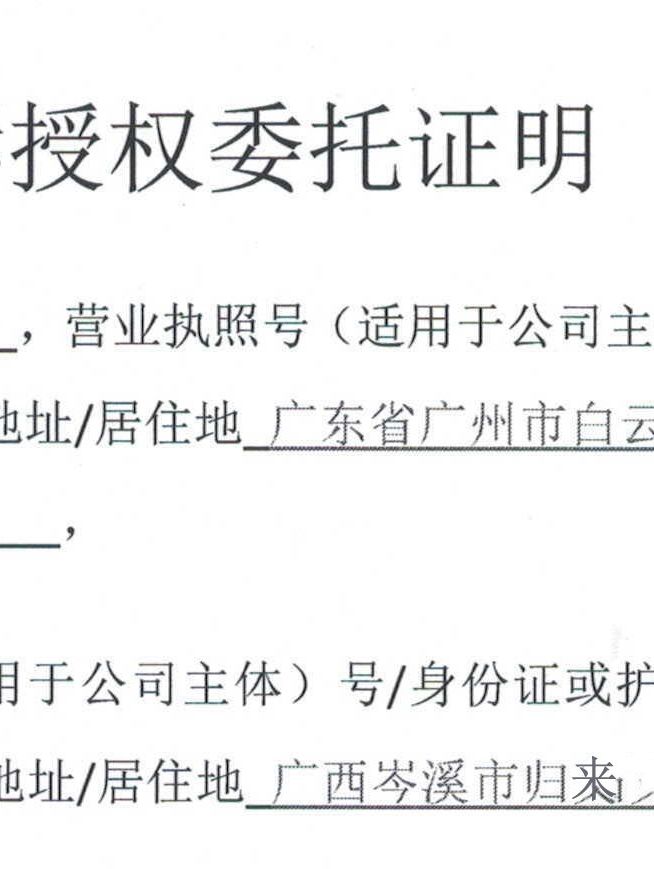 授权委托证明
，营业执照号（适用于公司主
地址/居住地 广东省广州市白云
，
用于公司主体）号/身份证或护
地址/居住地 广西岑溪市归来